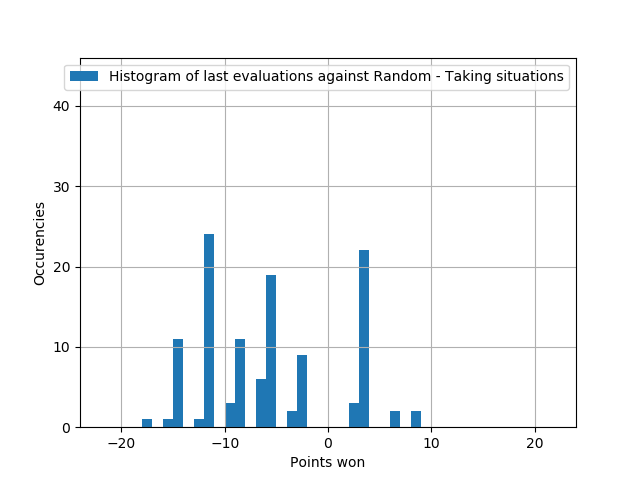 Histogram of last evaluations against Random - Taking situations
40
30
20
10
0
Occurencies
−20 −10 0 10 20
Points won